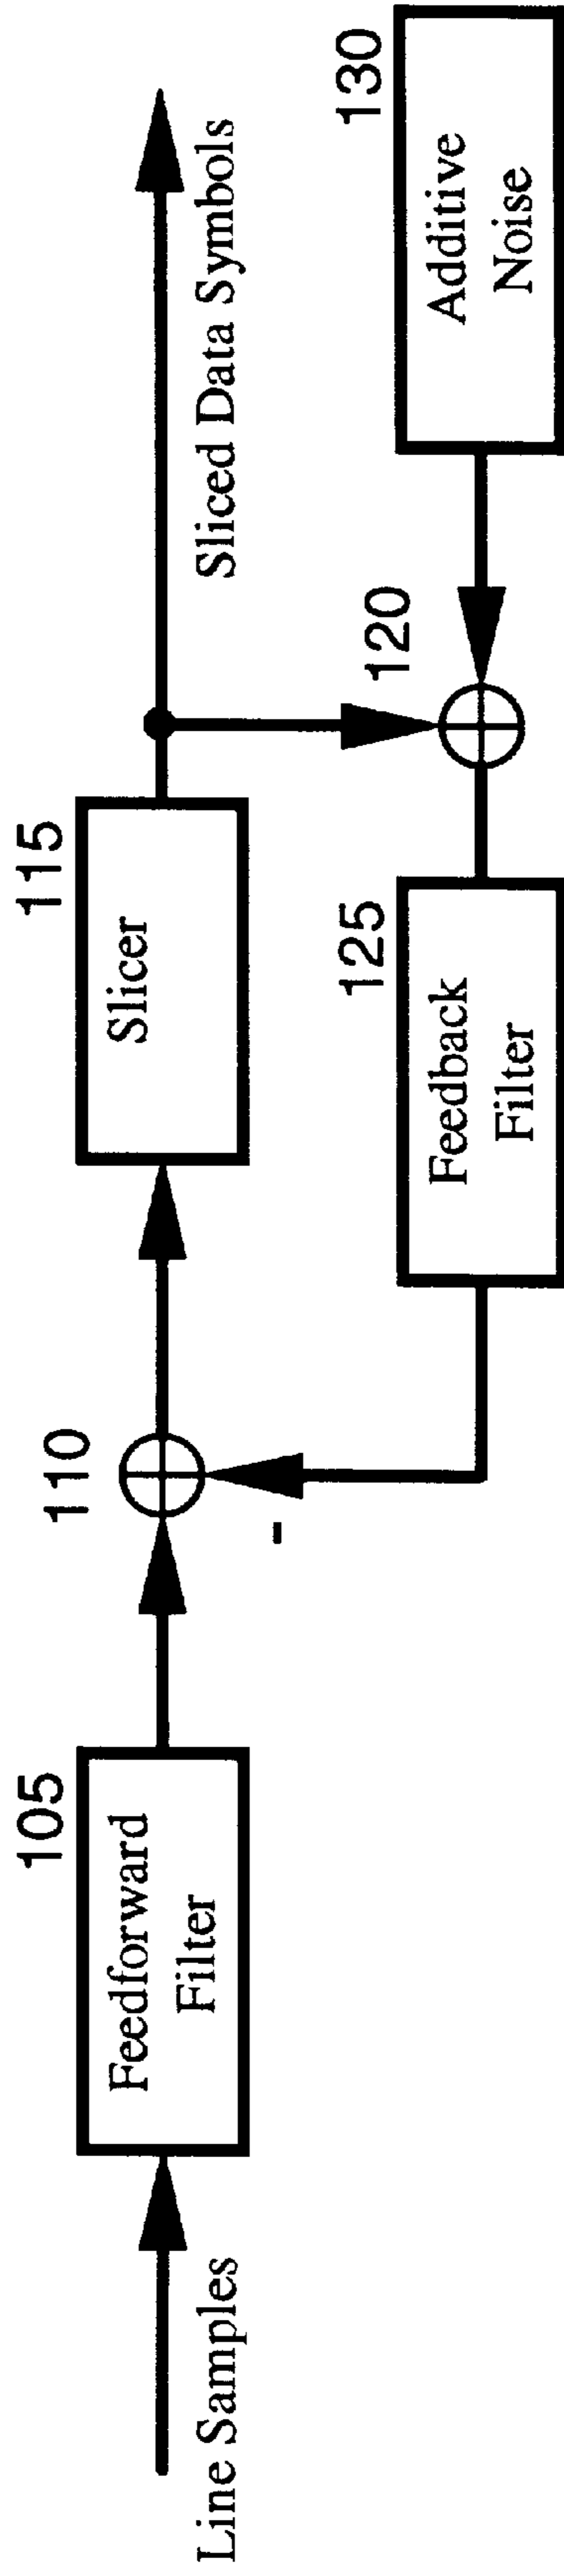 Line Samples
105
Feedforward
Filter
110
-
115
Slicer
Sliced Data Symbols
125
Feedback
Filter
120
130
Additive
Noise